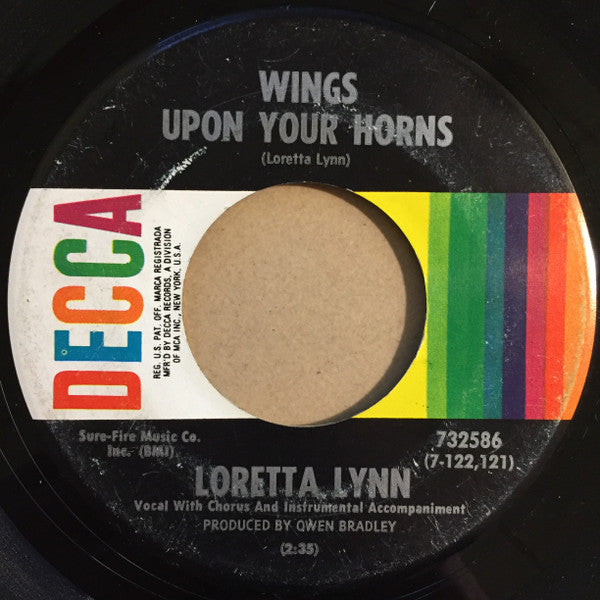 WINGS
UPON YOUR HORNS
(Loretta Lynn)
DECCA
REG. U.S. PAT. OFF. MARCA REGISTRADA
MFR'D BY DECCA RECORDS, A DIVISION
OF MCA INC., NEW YORK, U.S.A.
Sure-Fire Music Co.
Inc. (BMI)
732586
(7-122,121)
LORETTA LYNN
Vocal With Chorus And Instrumental Accompaniment
PRODUCED BY OWEN BRADLEY
(2:35)